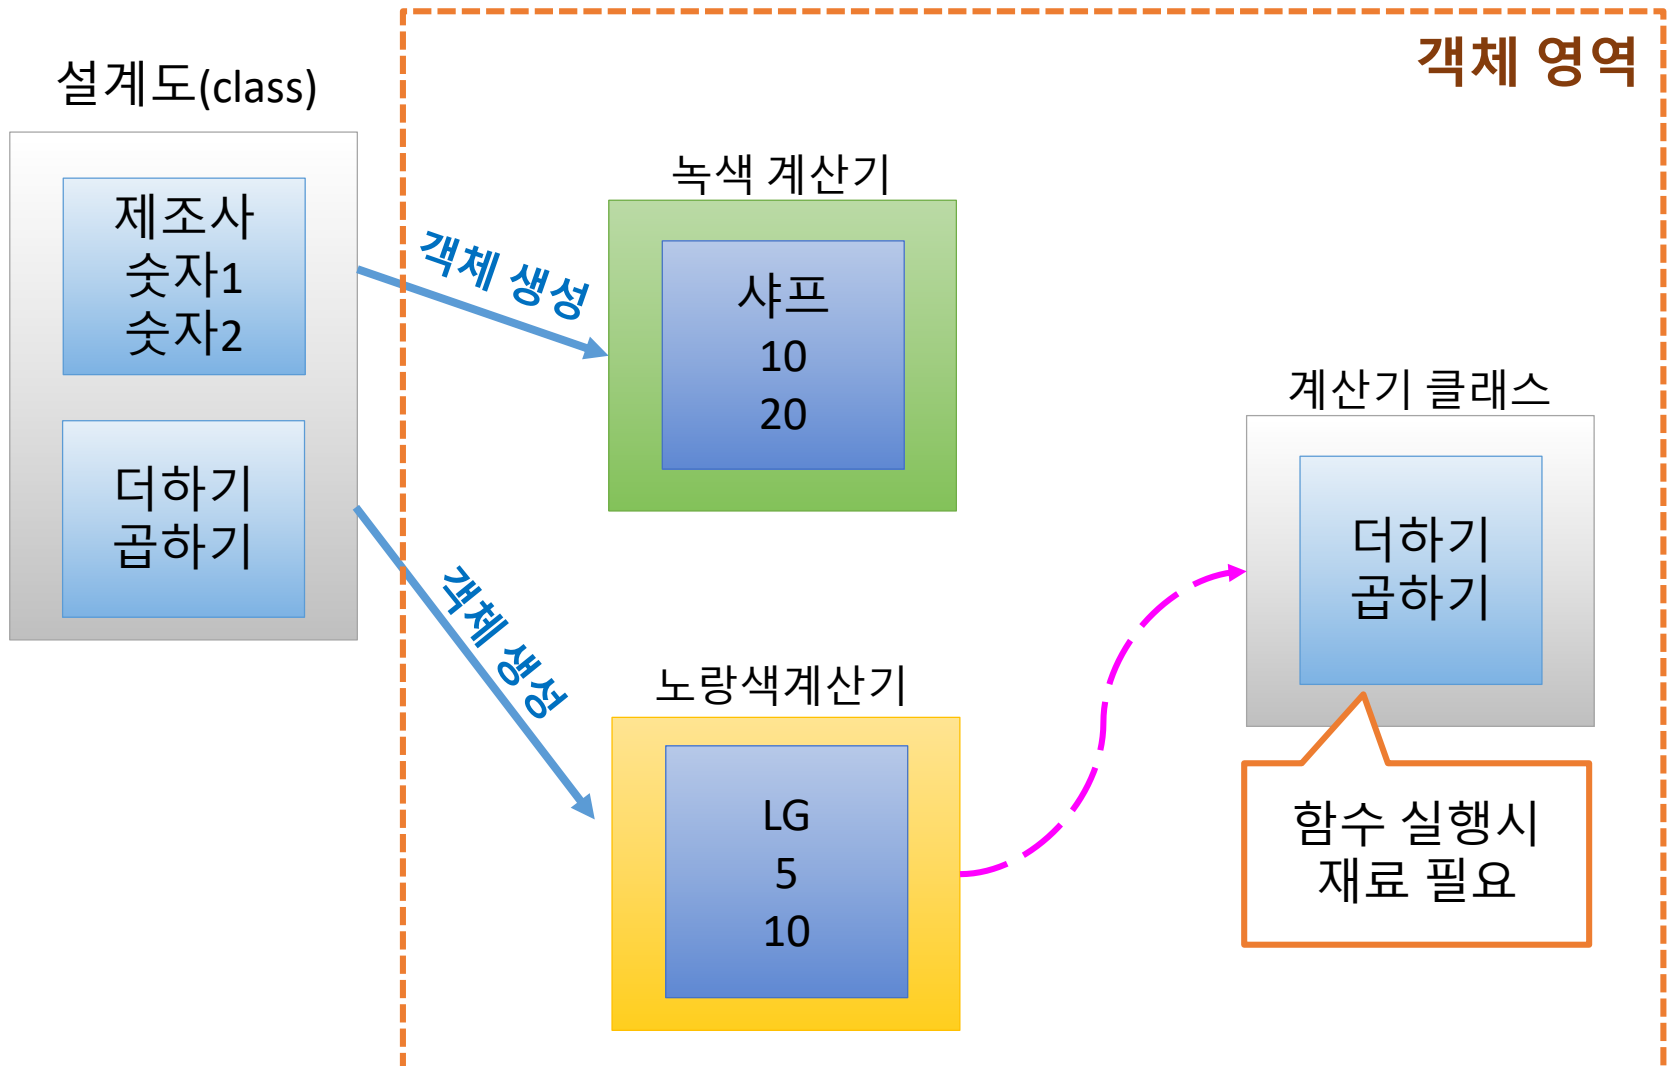 객체 영역
설계도(class)
제조사
숫자1
숫자2
더하기
곱하기
객체 생성
객체 생성
녹색 계산기
샤프
10
20
노랑색계산기
LG
5
10
계산기 클래스
더하기
곱하기
함수 실행시
재료 필요